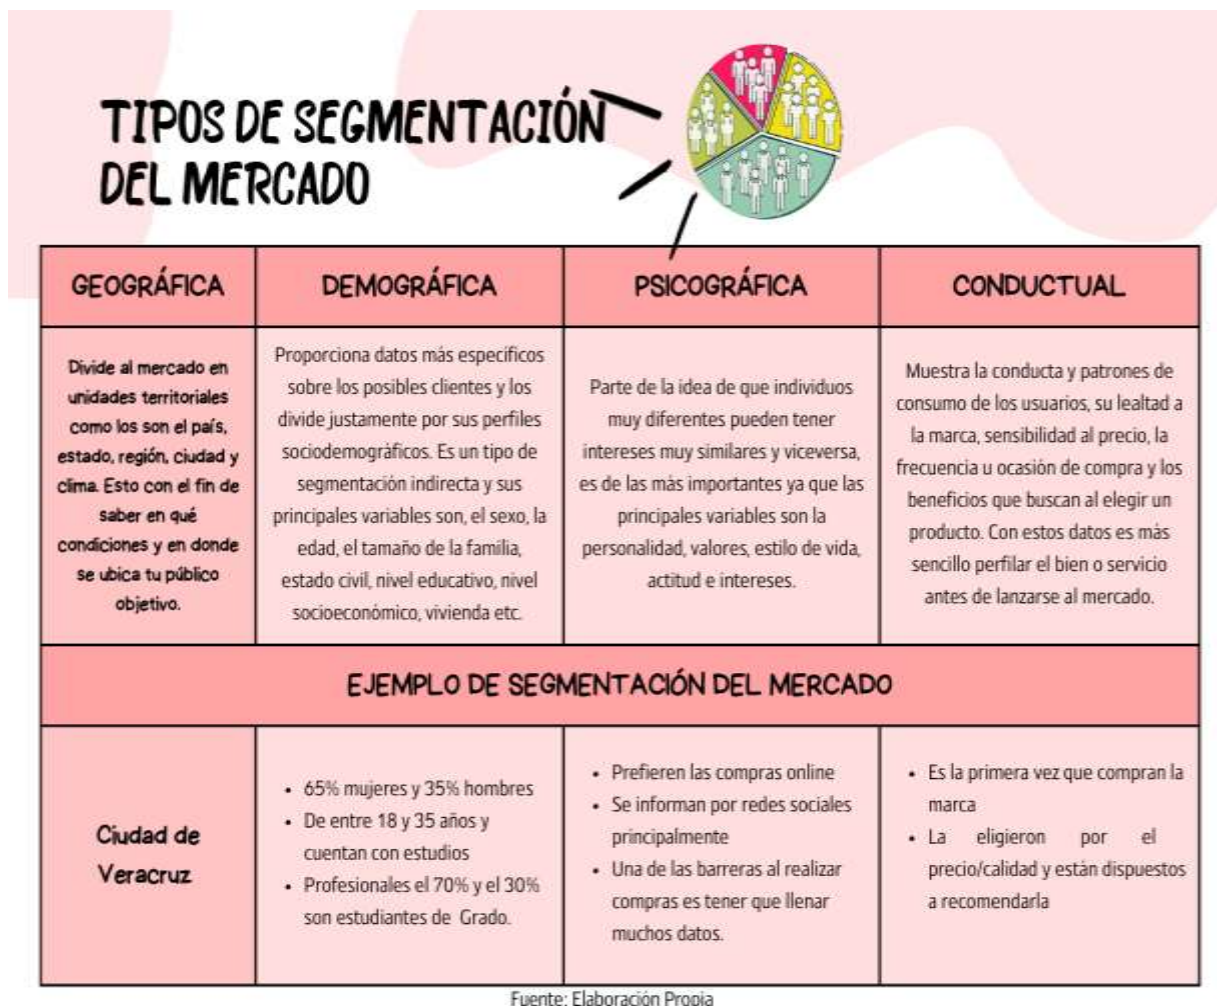 TIPOS DE SEGMENTACIÓN
DEL MERCADO
GEOGRÁFICA
DEMOGRÁFICA
PSICOGRÁFICA
CONDUCTUAL
Divide al mercado en
unidades territoriales
como los son el país,
estado, región, ciudad y
clima. Esto con el fin de
saber en qué
condiciones y en donde
se ubica tu público
objetivo.
Proporciona datos más específicos
sobre los posibles clientes y los
divide justamente por sus perfiles
sociodemográficos. Es un tipo de
segmentación indirecta y sus
principales variables son, el sexo, la
edad, el tamaño de la familia,
estado civil, nivel educativo, nivel
socioeconómico, vivienda etc.
Parte de la idea de que individuos
muy diferentes pueden tener
intereses muy similares y viceversa,
es de las más importantes ya que las
principales variables son la
personalidad, valores, estilo de vida,
actitud e intereses.
Muestra la conducta y patrones de
consumo de los usuarios, su lealtad a
la marca, sensibilidad al precio, la
frecuencia u ocasión de compra y los
beneficios que buscan al elegir un
producto. Con estos datos es más
sencillo perfilar el bien o servicio
antes de lanzarse al mercado.
EJEMPLO DE SEGMENTACIÓN DEL MERCADO
Ciudad de
Veracruz
• 65% mujeres y 35% hombres
• De entre 18 y 35 años y
cuentan con estudios
• Profesionales el 70% y el 30%
son estudiantes de Grado.
• Prefieren las compras online
• Se informan por redes sociales
principalmente
• Una de las barreras al realizar
compras es tener que llenar
muchos datos.
• Es la primera vez que compran la
marca
• La eligieron por el
precio/calidad y están dispuestos
a recomendarla
Fuente: Elaboración Propia